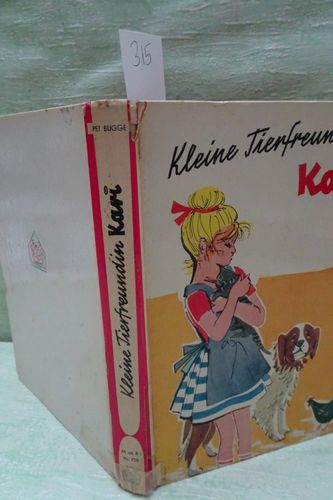 315
PET BUGGE
Kleine Tierfreundin Kari
Kleine Tierfreun
Ka